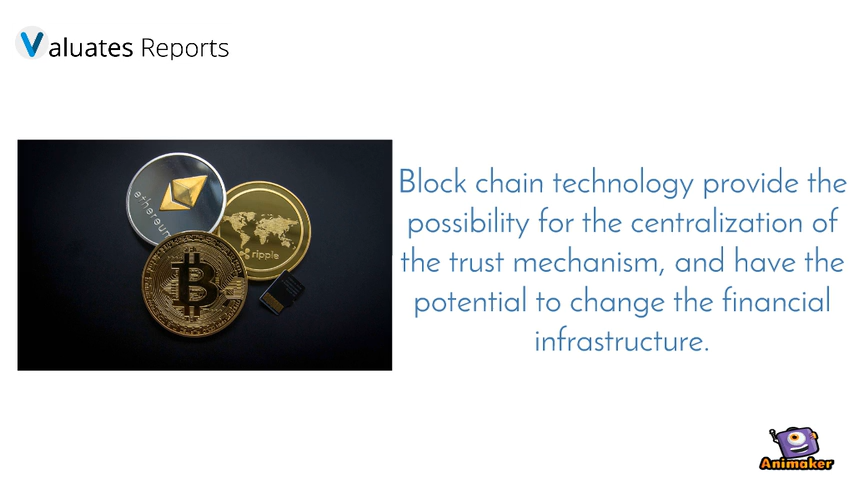 Valuates Reports
ethereum
ripple
Block chain technology provide the
possibility for the centralization of
the trust mechanism, and have the
potential to change the financial
infrastructure.
Animaker